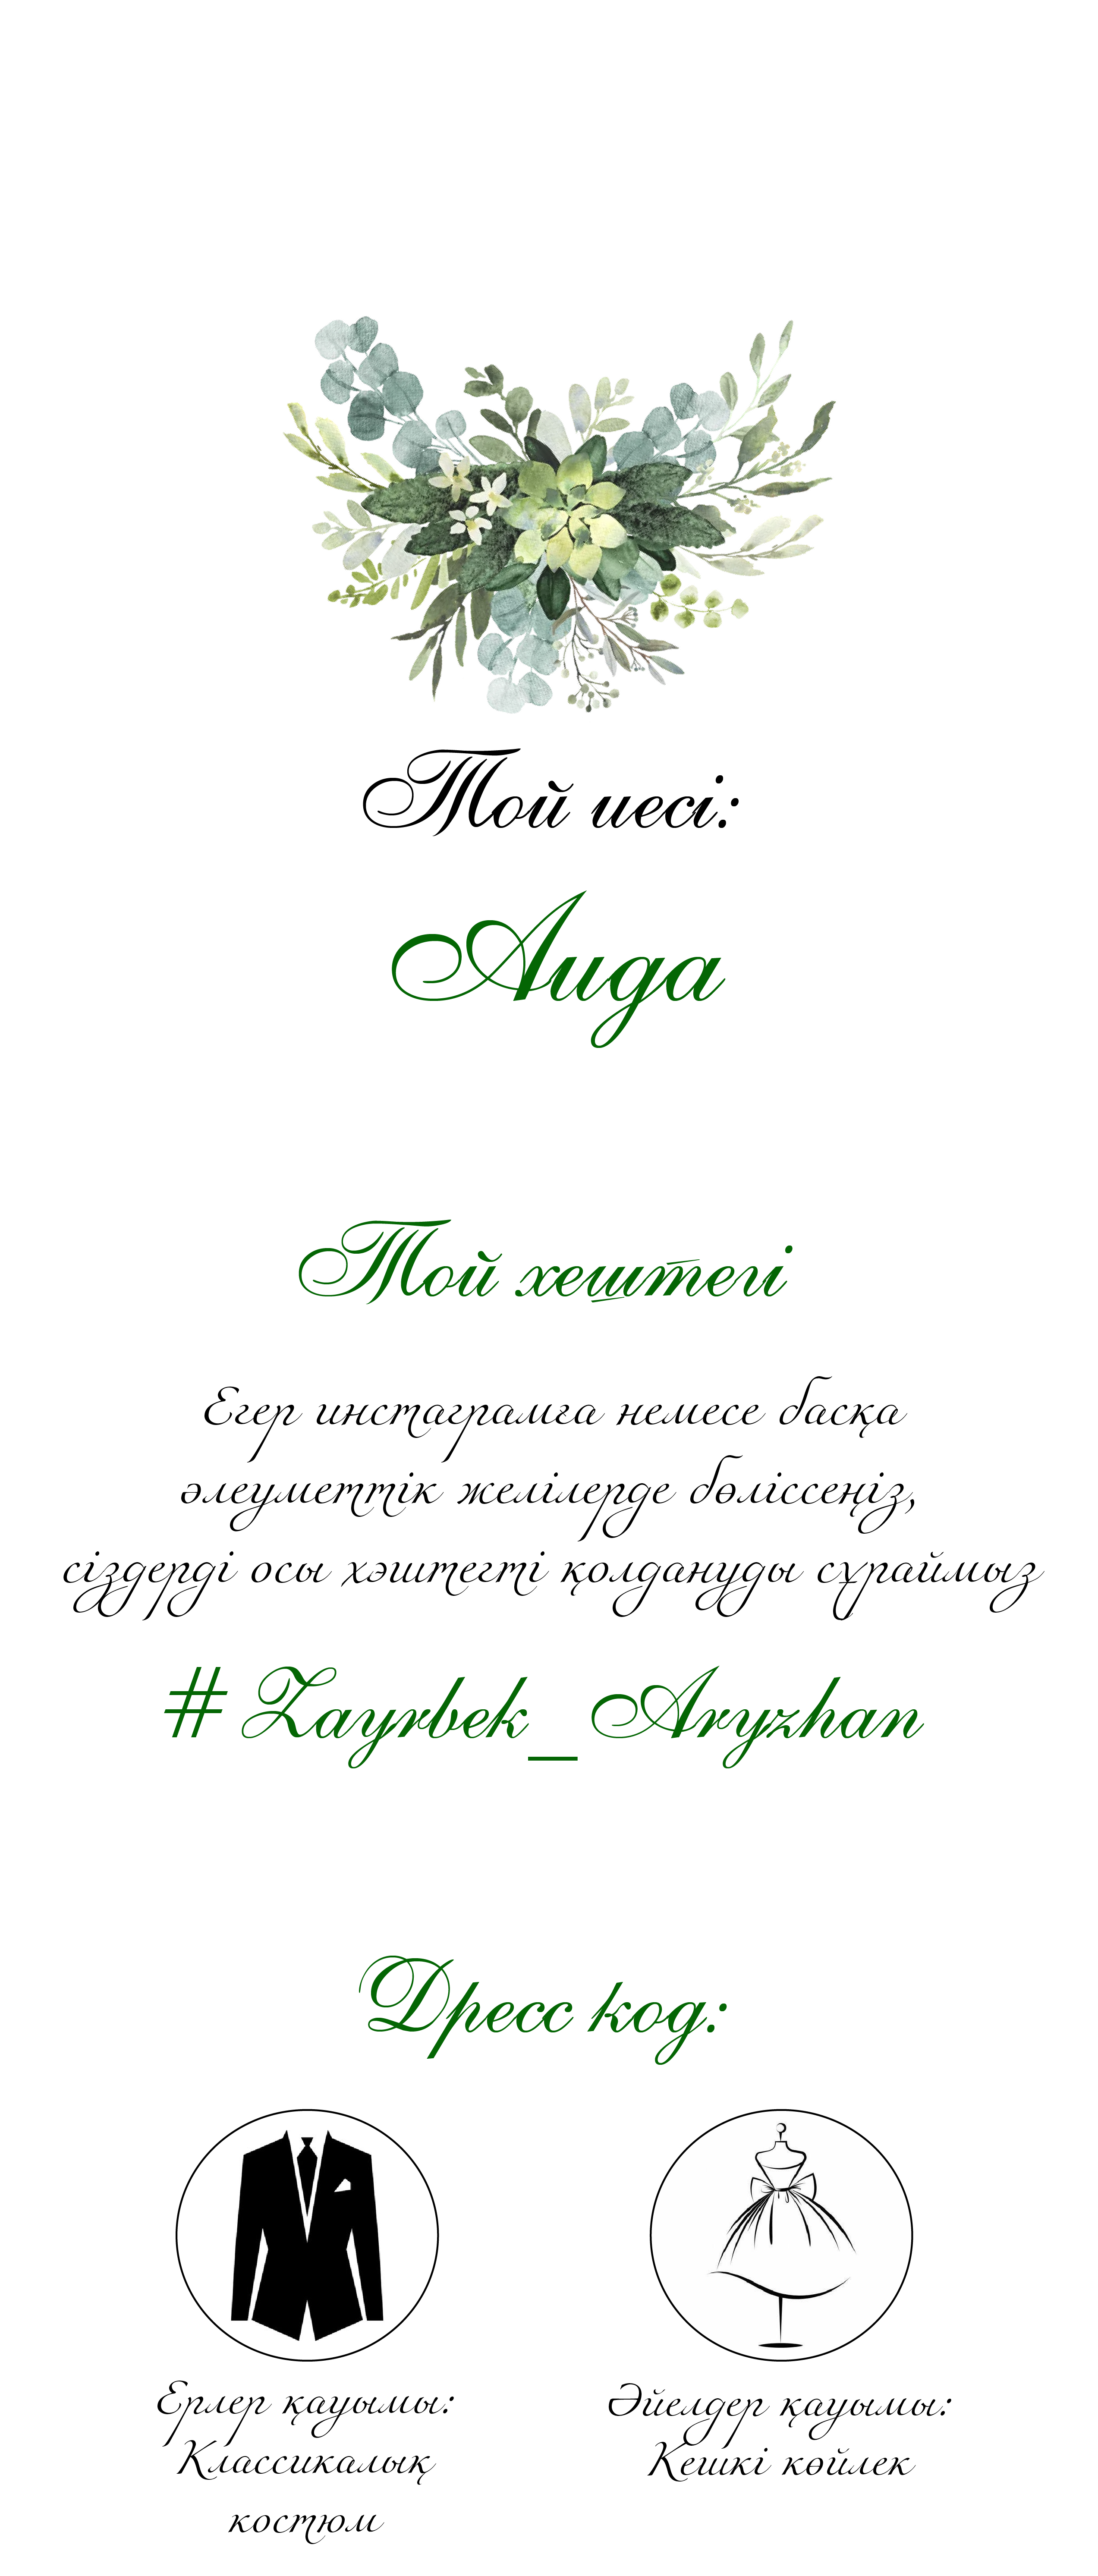 Той иесі:
Аида
Той хештегі
Егер инстаграмға немесе басқа
әлеуметтік желілерде бөліссеңіз,
сіздерді осы хэштегті қолдануды сұраймыз
# Zayrbek_Aryzhan
Дресс код:
Ерлер қауымы:
Классикалық
костюм
Әйелдер қауымы:
Кешкі көйлек